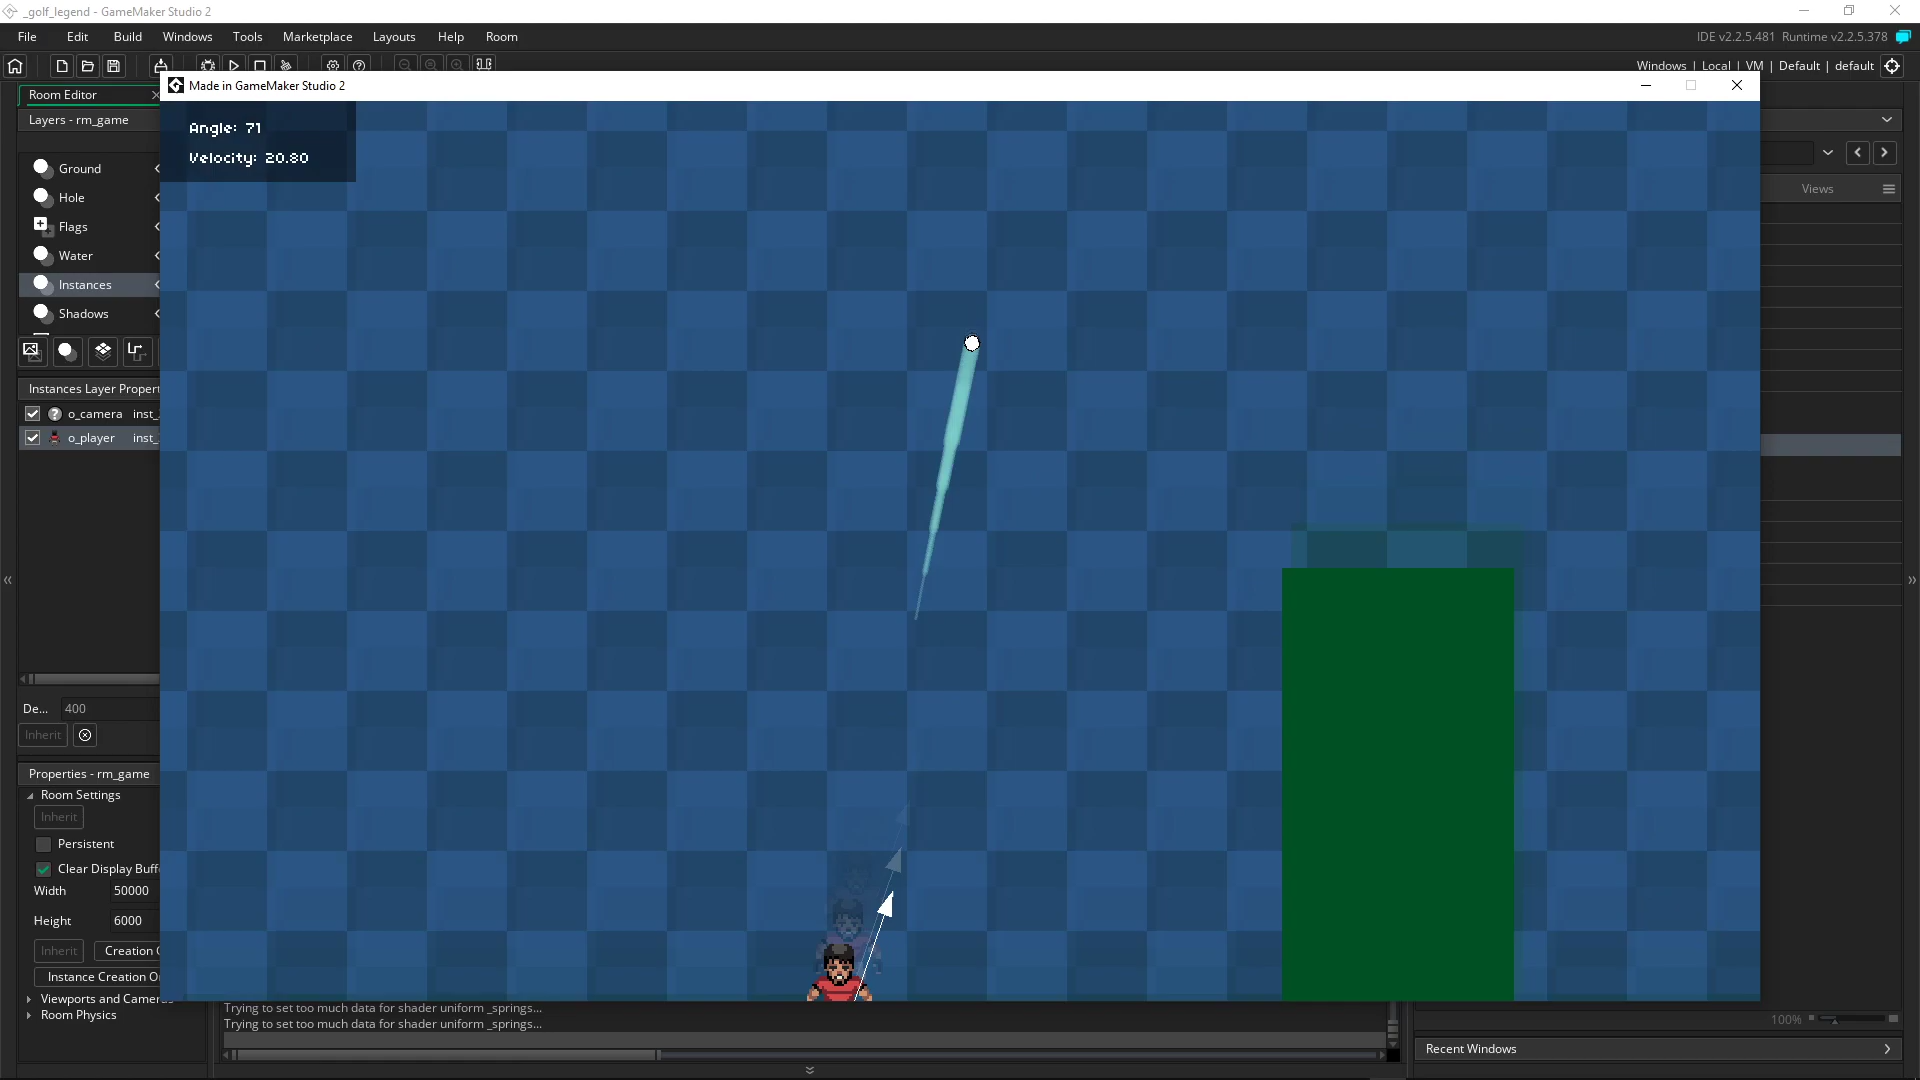 _golf_legend - GameMaker Studio 2
File Edit Build Windows Tools Marketplace Layouts Help Room
IDE v2.2.5.481 Runtime v2.2.5.378
Windows | Local | VM | Default | default
Room Editor
Made in GameMaker Studio 2
Layers - rm_game
Angle: 71
Velocity: 20.80
Ground
Hole
Views
Flags
Water
Instances
Shadows
Instances Layer Propert
o_camera inst_
o_player inst_
De... 400
Inherit
Properties - rm_game
Room Settings
Inherit
Persistent
Clear Display Buff
Width 50000
Height 6000
Inherit Creation C
Instance Creation O
Viewports and Cameras
Room Physics
Trying to set too much data for shader uniform _springs...
Trying to set too much data for shader uniform _springs...
100%
Recent Windows